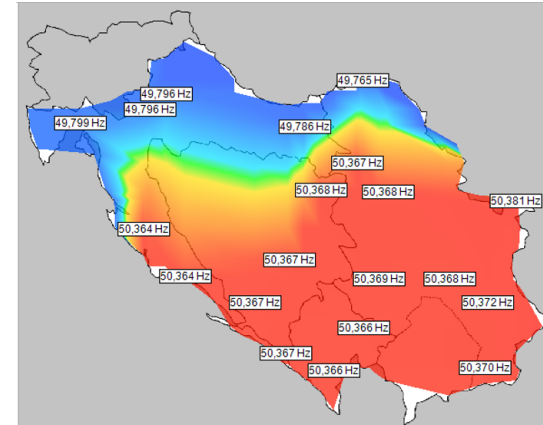 49,765 Hz
49,796 Hz
49,796 Hz
49,799 Hz
49,786 Hz
50,367 Hz
50,368 Hz
50,368 Hz
50,381 Hz
50,364 Hz
50,367 Hz
50,364 Hz
50,369 Hz
50,368 Hz
50,367 Hz
50,372 Hz
50,366 Hz
50,367 Hz
50,366 Hz
50,370 Hz